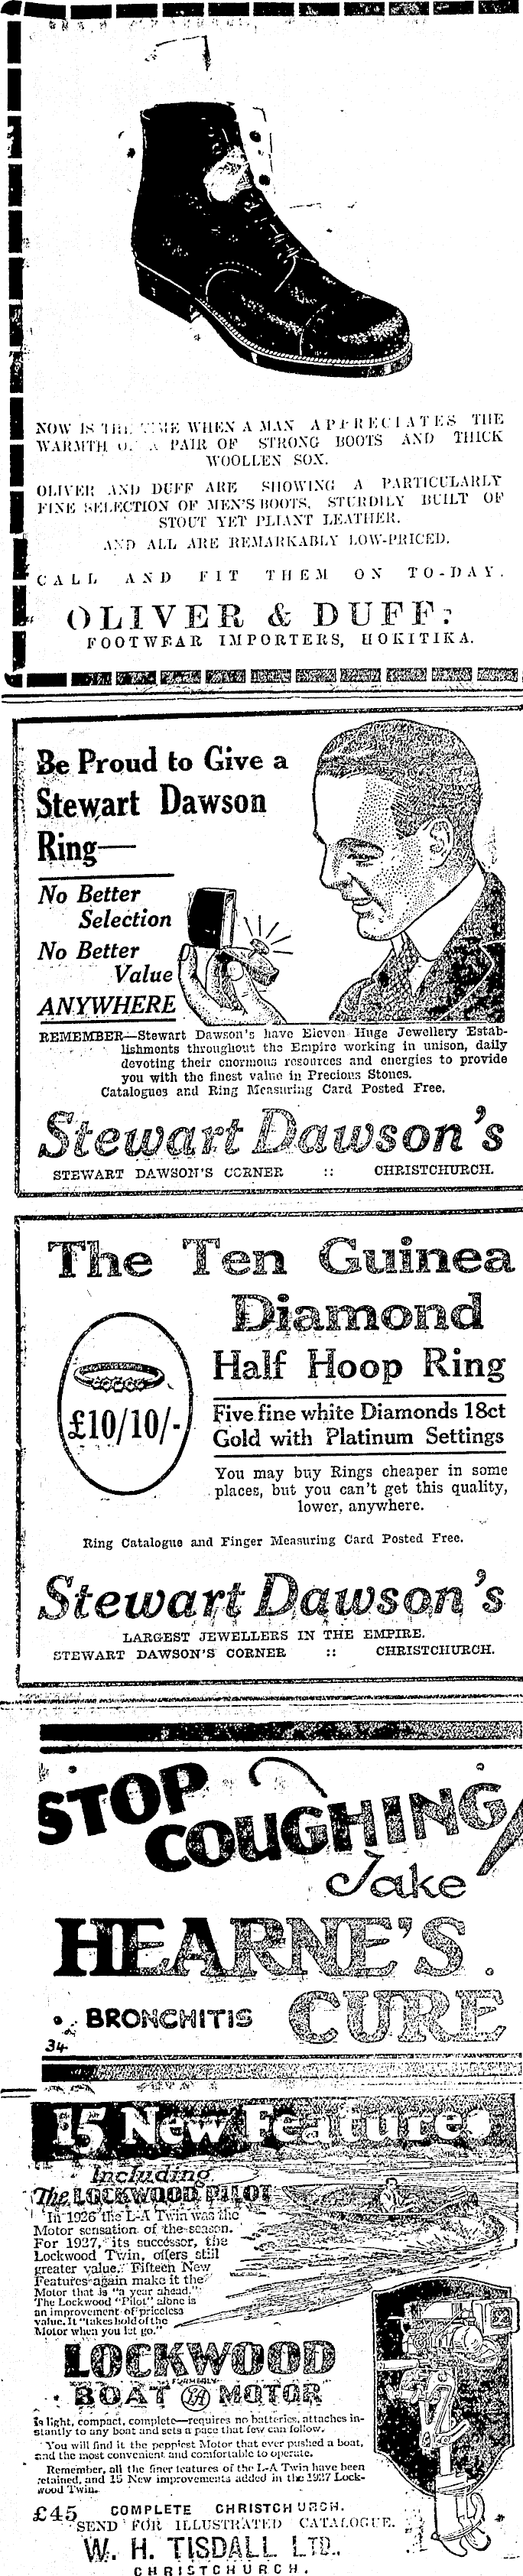 NOW IS THE TIME WHEN A MAN APPRECIATES THE
WARMTH OF A PAIR OF STRONG BOOTS AND THICK
WOOLLEN SOX.
OLIVER AND DUFF ARE SHOWING A PARTICULARLY
FINE SELECTION OF MEN'S BOOTS, STURDILY BUILT OF
STOUT YET PLIANT LEATHER.
AND ALL ARE REMARKABLY LOW-PRICED.
CALL AND FIT THEM ON TO-DAY.
OLIVER & DUFF:
FOOTWEAR IMPORTERS, HOKITIKA.
Be Proud to Give a
Stewart Dawson
Ring—
No Better
Selection
No Better
Value
ANYWHERE
REMEMBER—Stewart Dawson's have Eleven Huge Jewellery Estab-
lishments throughout the Empire working in unison, daily
devoting their enormous resources and energies to provide
you with the finest value in Precious Stones.
Catalogues and Ring Measuring Card Posted Free.
Stewart Dawson's
STEWART DAWSON'S CORNER :: CHRISTCHURCH.
The Ten Guinea
Diamond
Half Hoop Ring
£10/10/-
Five fine white Diamonds 18ct
Gold with Platinum Settings
You may buy Rings cheaper in some
places, but you can't get this quality,
lower, anywhere.
Ring Catalogue and Finger Measuring Card Posted Free.
Stewart Dawson's
LARGEST JEWELLERS IN THE EMPIRE.
STEWART DAWSON'S CORNER :: CHRISTCHURCH.
STOP
COUGHING
Take
HEARNE'S
BRONCHITIS CURE
34
15 New Features
Including
The LOCKWOOD PILOT
In 1926 the L-A Twin was the
Motor sensation of the season.
For 1927, its successor, the
Lockwood Twin, offers still
greater value. Fifteen New
Features again make it the
Motor that is "a year ahead."
The Lockwood "Pilot" alone is
an improvement of priceless
value. It "takes hold of the
Motor when you let go."
LOCKWOOD
FORMERLY
BOAT LA MOTOR
is light, compact, complete—requires no batteries, attaches in-
stantly to any boat and sets a pace that few can follow.
You will find it the peppiest Motor that ever pushed a boat,
and the most convenient and comfortable to operate.
Remember, all the finer features of the L-A Twin have been
retained, and 15 New improvements added in the 1927 Lock-
wood Twin.
£45 COMPLETE CHRISTCHURCH.
SEND FOR ILLUSTRATED CATALOGUE.
W. H. TISDALL LTD.,
CHRISTCHURCH.